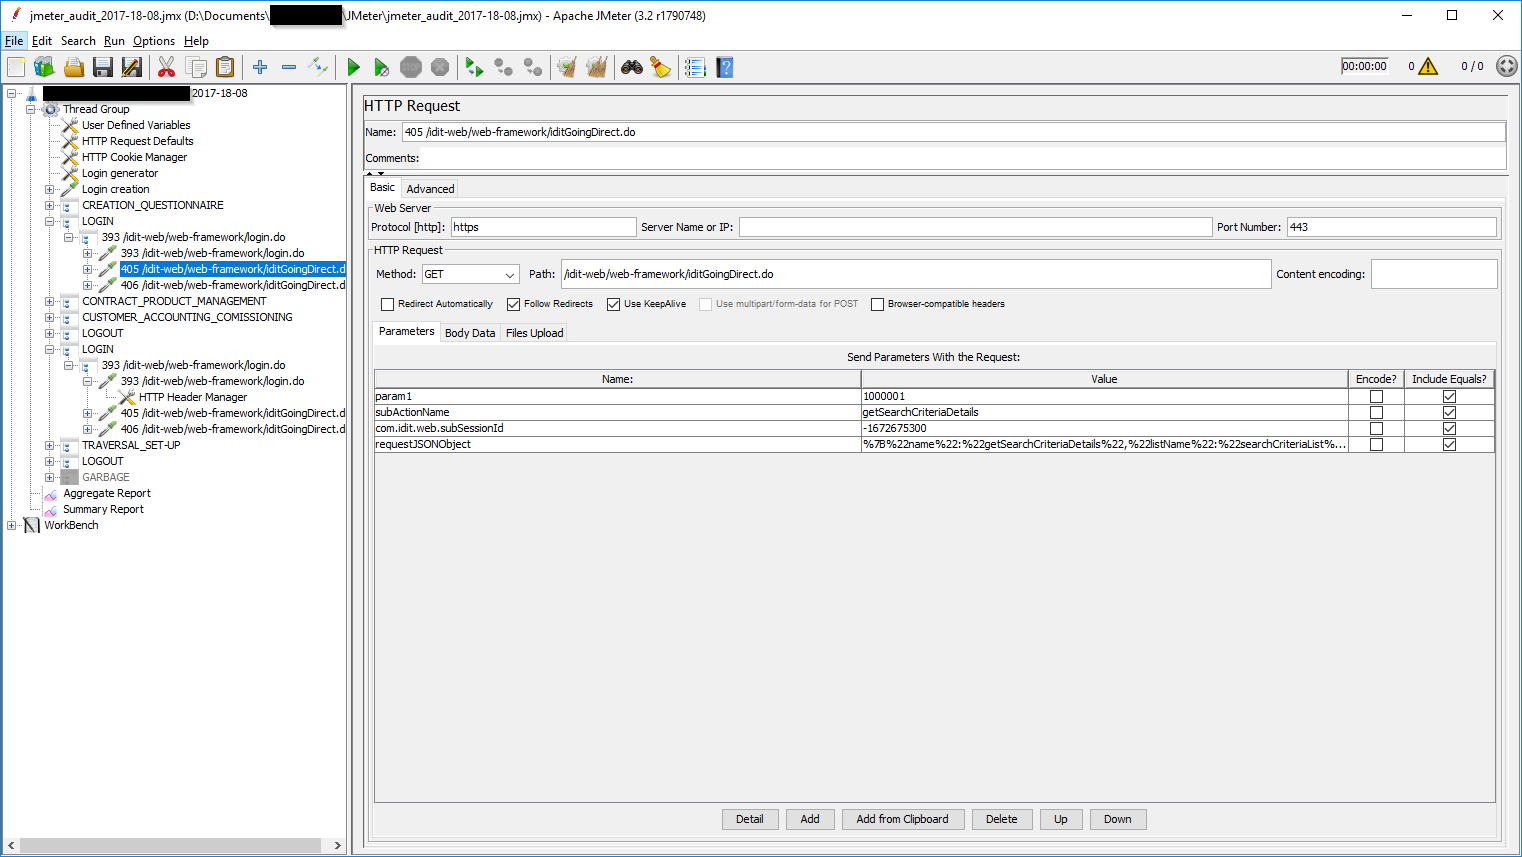 jmeter_audit_2017-18-08.jmx (D:\Documents\ \JMeter\jmeter_audit_2017-18-08.jmx) - Apache JMeter (3.2 r1790748)
File Edit Search Run Options Help
STOP 00:00:00 0 0 / 0
2017-18-08
Thread Group
User Defined Variables
HTTP Request Defaults
HTTP Cookie Manager
Login generator
Login creation
CREATION_QUESTIONNAIRE
LOGIN
393 /idit-web/web-framework/login.do
393 /idit-web/web-framework/login.do
405 /idit-web/web-framework/iditGoingDirect.d
406 /idit-web/web-framework/iditGoingDirect.d
CONTRACT_PRODUCT_MANAGEMENT
CUSTOMER_ACCOUNTING_COMISSIONING
LOGOUT
LOGIN
393 /idit-web/web-framework/login.do
393 /idit-web/web-framework/login.do
HTTP Header Manager
405 /idit-web/web-framework/iditGoingDirect.d
406 /idit-web/web-framework/iditGoingDirect.d
TRAVERSAL_SET-UP
LOGOUT
GARBAGE
Aggregate Report
Summary Report
WorkBench
HTTP Request
Name: 405 /idit-web/web-framework/iditGoingDirect.do
Comments:
Basic Advanced
Web Server
Protocol [http]: https Server Name or IP: Port Number: 443
HTTP Request
Method: GET Path: /idit-web/web-framework/iditGoingDirect.do Content encoding:
Redirect Automatically Follow Redirects Use KeepAlive Use multipart/form-data for POST Browser-compatible headers
Parameters Body Data Files Upload
Send Parameters With the Request:
Name: Value Encode? Include Equals?
param1 1000001
subActionName getSearchCriteriaDetails
com.idit.web.subSessionId -1672675300
requestJSONObject %7B%22name%22:%22getSearchCriteriaDetails%22,%22listName%22:%22searchCriteriaList%...
Detail Add Add from Clipboard Delete Up Down